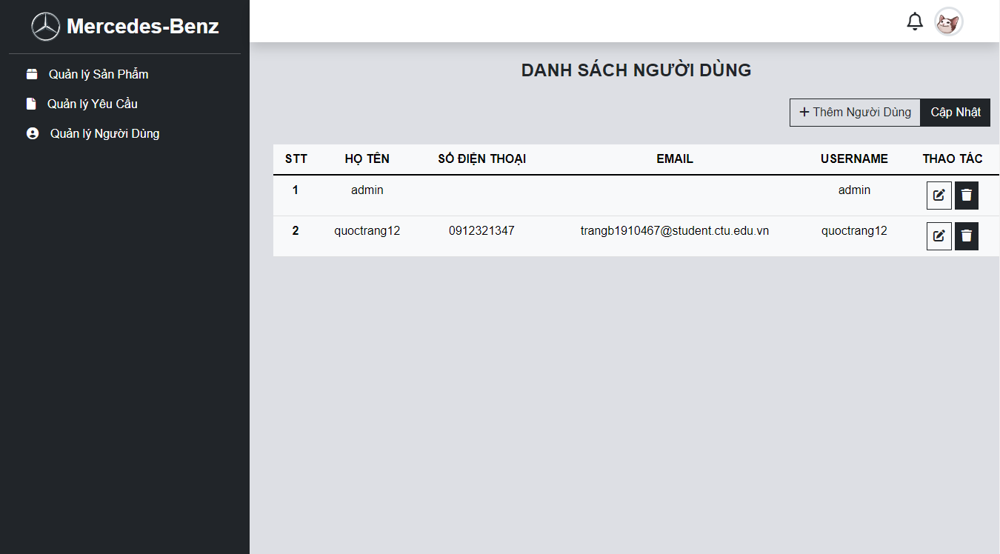 Mercedes-Benz
Quản lý Sản Phẩm
Quản lý Yêu Cầu
Quản lý Người Dùng
DANH SÁCH NGƯỜI DÙNG
Thêm Người Dùng Cập Nhật
STT HỌ TÊN SỐ ĐIỆN THOẠI EMAIL USERNAME THAO TÁC
1 admin admin
2 quoctrang12 0912321347 trangb1910467@student.ctu.edu.vn quoctrang12